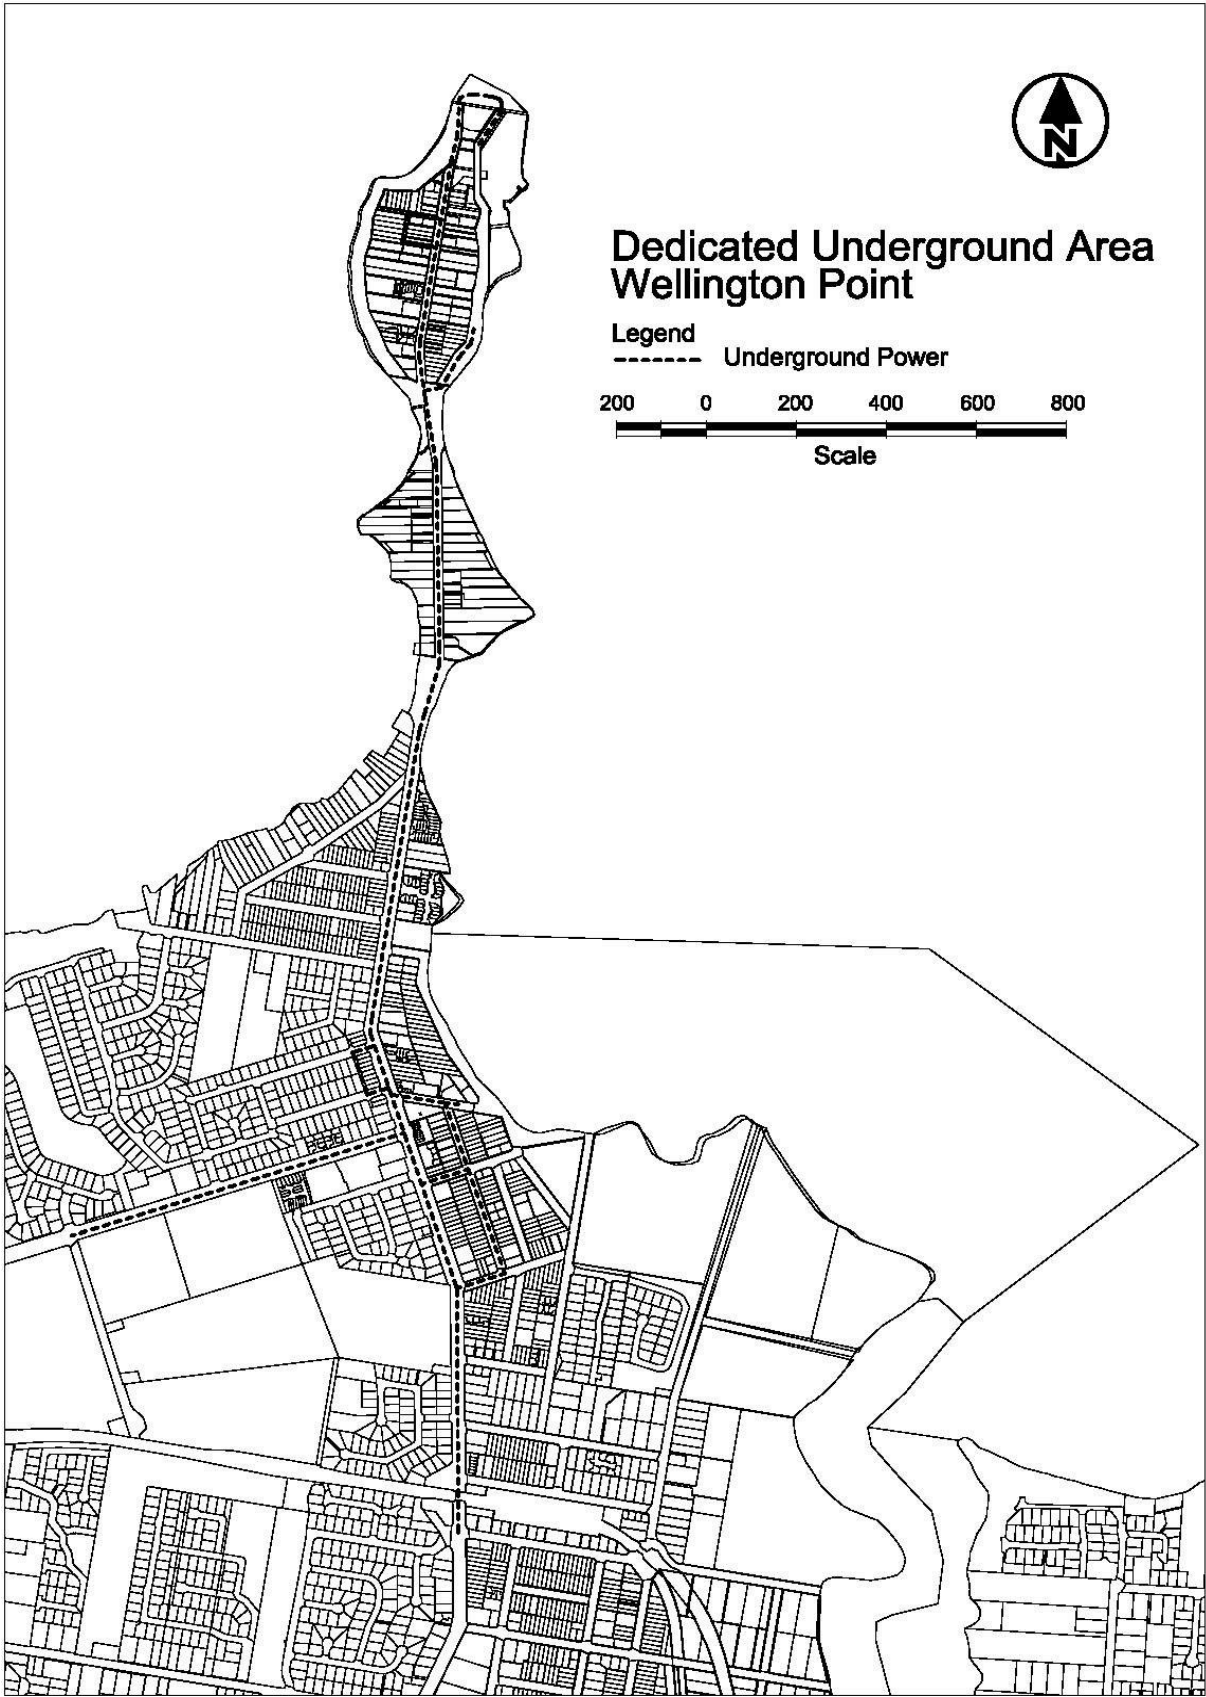 N
Dedicated Underground Area
Wellington Point
Legend
Underground Power
200 0 200 400 600 800
Scale